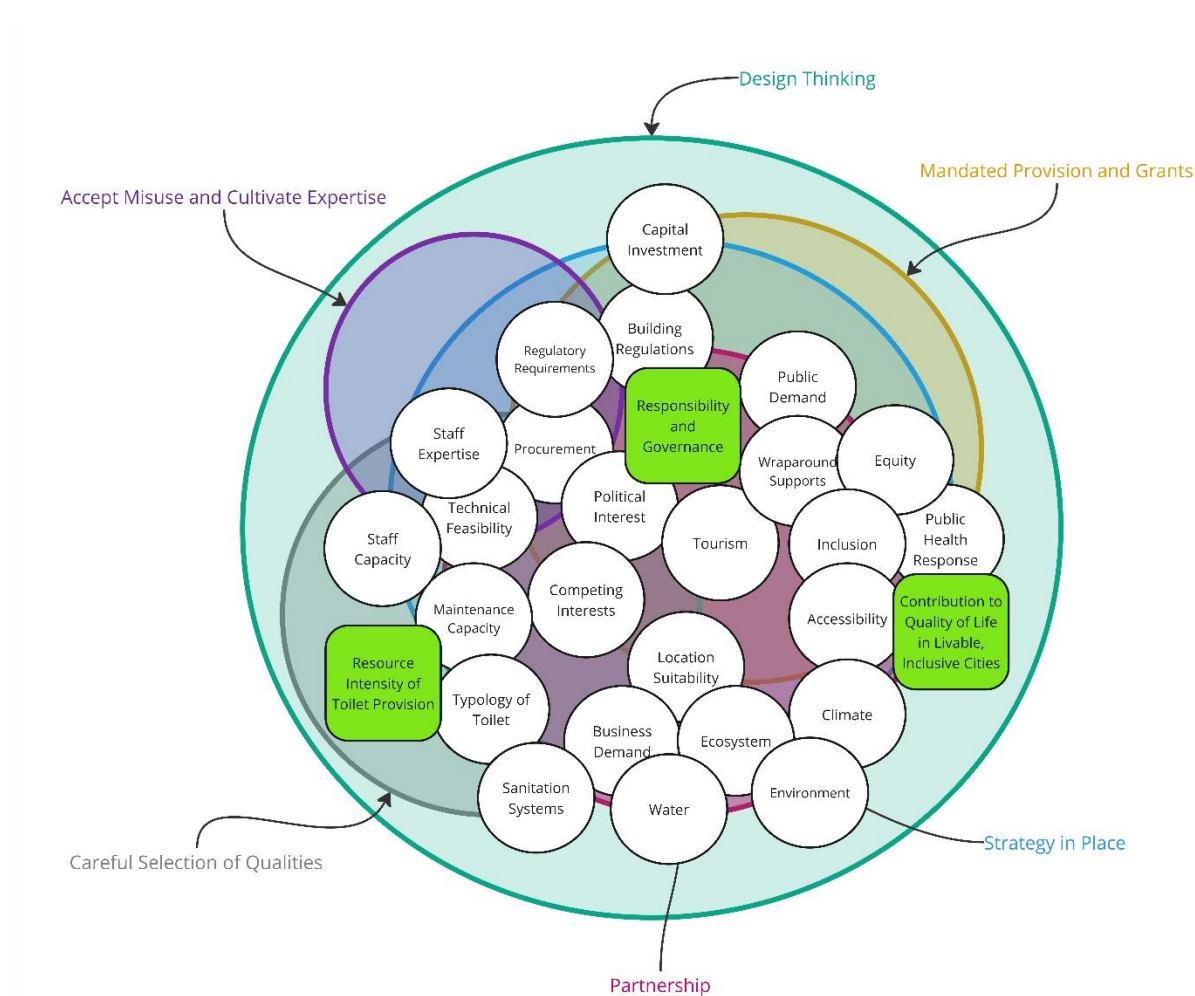 Design Thinking
Mandated Provision and Grants
Accept Misuse and Cultivate Expertise
Capital
Investment
Building
Regulations
Regulatory
Requirements
Public
Demand
Responsibility
and
Governance
Staff
Expertise
Procurement
Wraparound
Supports
Equity
Political
Interest
Technical
Feasibility
Staff
Capacity
Tourism
Inclusion
Public
Health
Response
Competing
Interests
Maintenance
Capacity
Accessibility
Contribution to
Quality of Life
in Livable,
Inclusive Cities
Resource
Intensity of
Toilet Provision
Location
Suitability
Typology of
Toilet
Climate
Business
Demand
Ecosystem
Sanitation
Systems
Water
Environment
Strategy in Place
Careful Selection of Qualities
Partnership